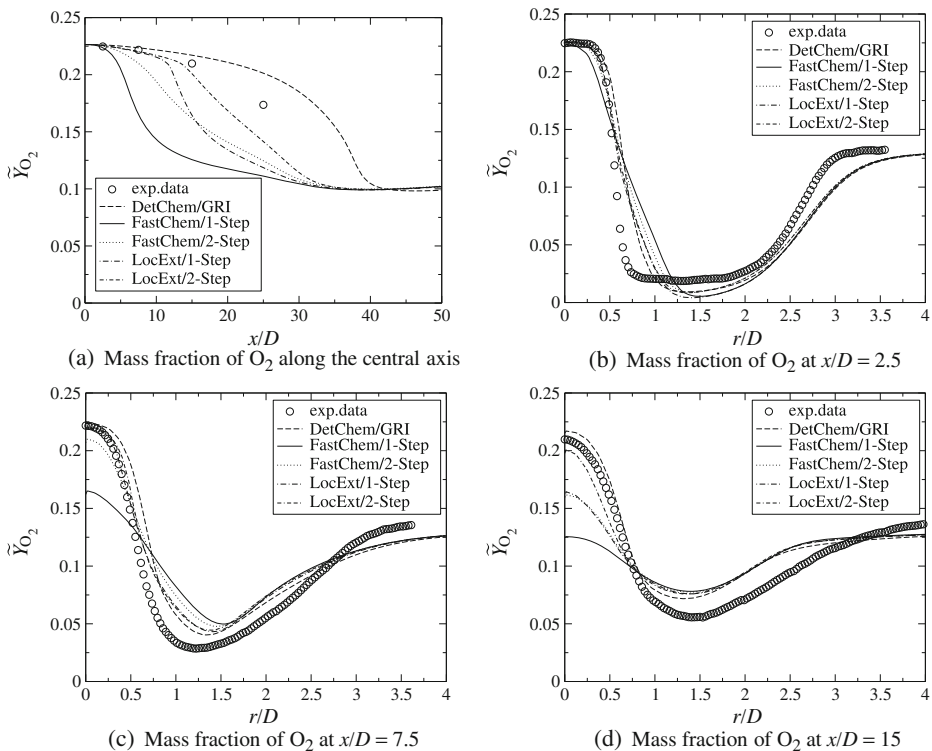 0.25
0.2
0.15
0.1
0.05
0
Ỹ_O₂
exp.data
DetChem/GRI
FastChem/1-Step
FastChem/2-Step
LocExt/1-Step
LocExt/2-Step
0 10 20 30 40 50
x/D
(a) Mass fraction of O₂ along the central axis
0.25
0.2
0.15
0.1
0.05
0
Ỹ_O₂
exp.data
DetChem/GRI
FastChem/1-Step
FastChem/2-Step
LocExt/1-Step
LocExt/2-Step
0 0.5 1 1.5 2 2.5 3 3.5 4
r/D
(b) Mass fraction of O₂ at x/D = 2.5
0.25
0.2
0.15
0.1
0.05
0
Ỹ_O₂
exp.data
DetChem/GRI
FastChem/1-Step
FastChem/2-Step
LocExt/1-Step
LocExt/2-Step
0 0.5 1 1.5 2 2.5 3 3.5 4
r/D
(c) Mass fraction of O₂ at x/D = 7.5
0.25
0.2
0.15
0.1
0.05
0
Ỹ_O₂
exp.data
DetChem/GRI
FastChem/1-Step
FastChem/2-Step
LocExt/1-Step
LocExt/2-Step
0 0.5 1 1.5 2 2.5 3 3.5 4
r/D
(d) Mass fraction of O₂ at x/D = 15